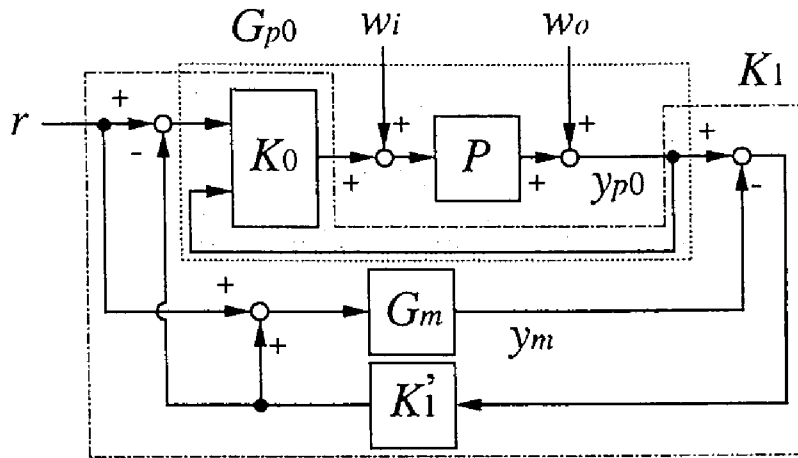 Gp0 wi wo K1
r + - + + + + + -
K0 P yp0
+ + Gm ym
K1'